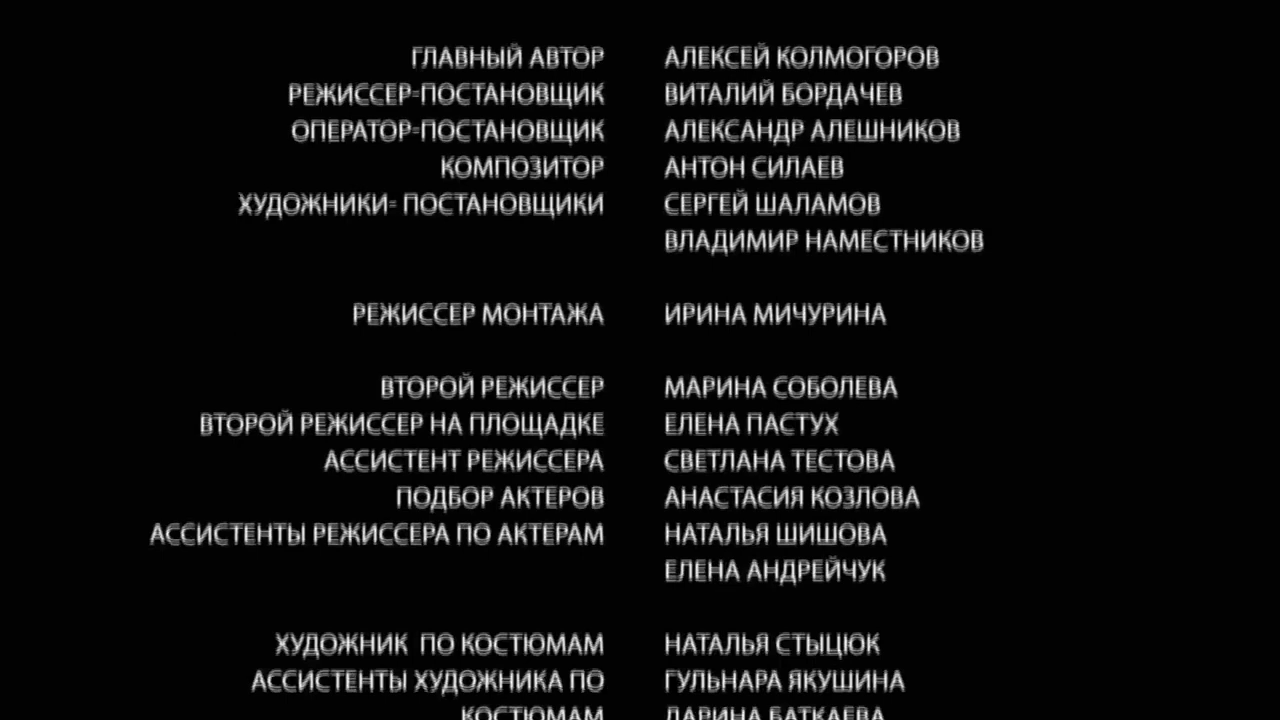 ГЛАВНЫЙ АВТОР АЛЕКСЕЙ КОЛМОГОРОВ
РЕЖИССЕР-ПОСТАНОВЩИК ВИТАЛИЙ БОРДАЧЕВ
ОПЕРАТОР-ПОСТАНОВЩИК АЛЕКСАНДР АЛЕШНИКОВ
КОМПОЗИТОР АНТОН СИЛАЕВ
ХУДОЖНИКИ- ПОСТАНОВЩИКИ СЕРГЕЙ ШАЛАМОВ
ВЛАДИМИР НАМЕСТНИКОВ
РЕЖИССЕР МОНТАЖА ИРИНА МИЧУРИНА
ВТОРОЙ РЕЖИССЕР МАРИНА СОБОЛЕВА
ВТОРОЙ РЕЖИССЕР НА ПЛОЩАДКЕ ЕЛЕНА ПАСТУХ
АССИСТЕНТ РЕЖИССЕРА СВЕТЛАНА ТЕСТОВА
ПОДБОР АКТЕРОВ АНАСТАСИЯ КОЗЛОВА
АССИСТЕНТЫ РЕЖИССЕРА ПО АКТЕРАМ НАТАЛЬЯ ШИШОВА
ЕЛЕНА АНДРЕЙЧУК
ХУДОЖНИК ПО КОСТЮМАМ НАТАЛЬЯ СТЫЦЮК
АССИСТЕНТЫ ХУДОЖНИКА ПО ГУЛЬНАРА ЯКУШИНА
КОСТЮМАМ ДАРИНА БАТКАЕВА